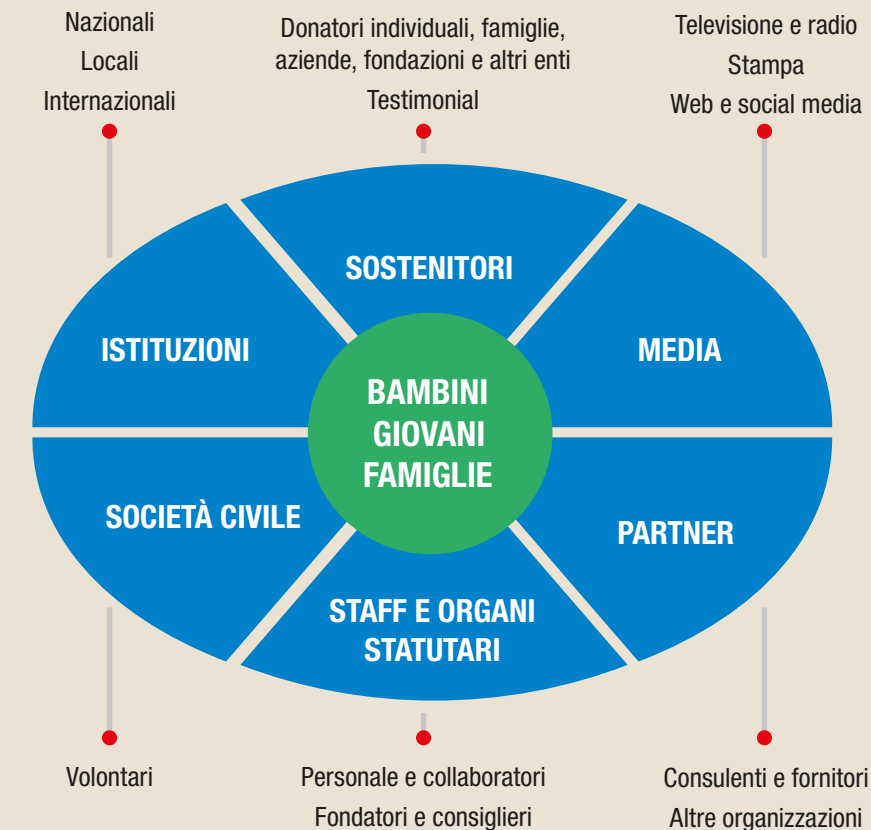 Nazionali
Locali
Internazionali
Donatori individuali, famiglie,
aziende, fondazioni e altri enti
Testimonial
Televisione e radio
Stampa
Web e social media
SOSTENITORI
ISTITUZIONI
MEDIA
BAMBINI
GIOVANI
FAMIGLIE
SOCIETÀ CIVILE
PARTNER
STAFF E ORGANI
STATUTARI
Volontari
Personale e collaboratori
Fondatori e consiglieri
Consulenti e fornitori
Altre organizzazioni